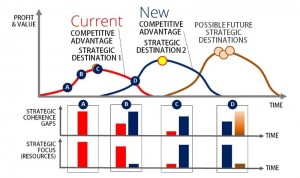 PROFIT
& VALUE
Current
COMPETITIVE
ADVANTAGE
STRATEGIC
DESTINATION 1
New
COMPETITIVE
ADVANTAGE
STRATEGIC
DESTINATION 2
POSSIBLE FUTURE
STRATEGIC
DESTINATIONS
A
B
C
D
TIME
A
B
C
D
STRATEGIC
COHERENCE
GAPS
TIME
STRATEGIC
FOCUS
(RESOURCES)
TIME